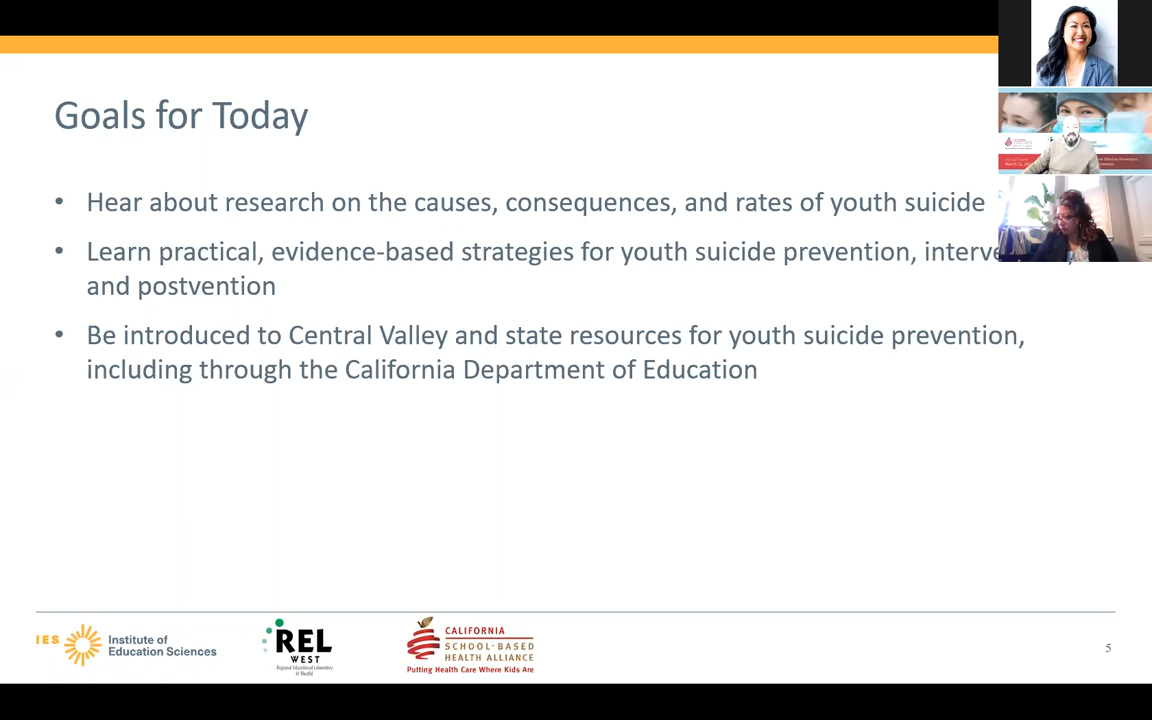 Goals for Today
• Hear about research on the causes, consequences, and rates of youth suicide
• Learn practical, evidence-based strategies for youth suicide prevention,
and postvention
• Be introduced to Central Valley and state resources for youth suicide prevention,
including through the California Department of Education
IES
Institute of
Education Sciences
REL
WEST
Regional Educational Laboratory
At WestEd
CALIFORNIA
SCHOOL-BASED
HEALTH ALLIANCE
Putting Health Care Where Kids Are
5